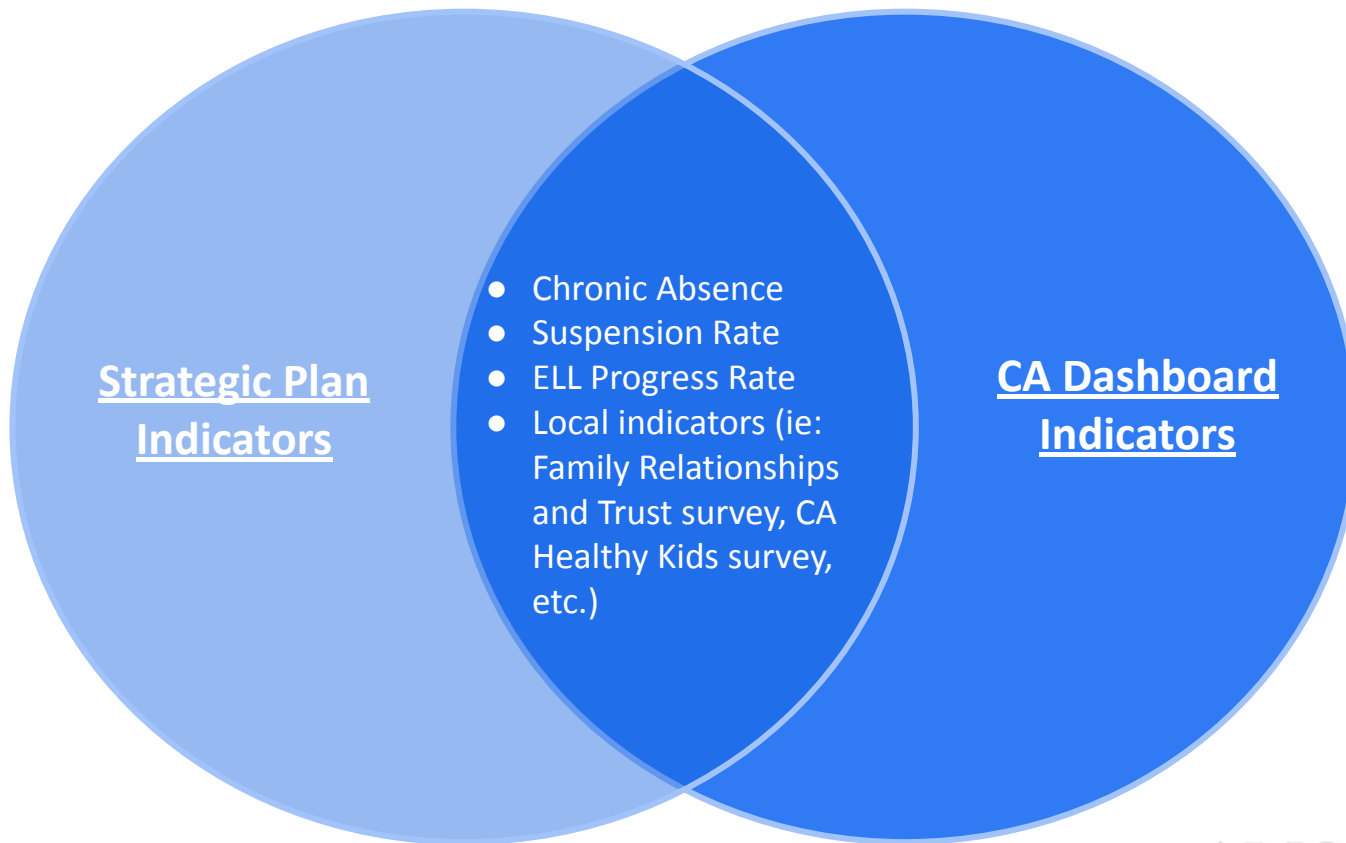 Strategic Plan
Indicators
● Chronic Absence
● Suspension Rate
● ELL Progress Rate
● Local indicators (ie:
Family Relationships
and Trust survey, CA
Healthy Kids survey,
etc.)
CA Dashboard
Indicators